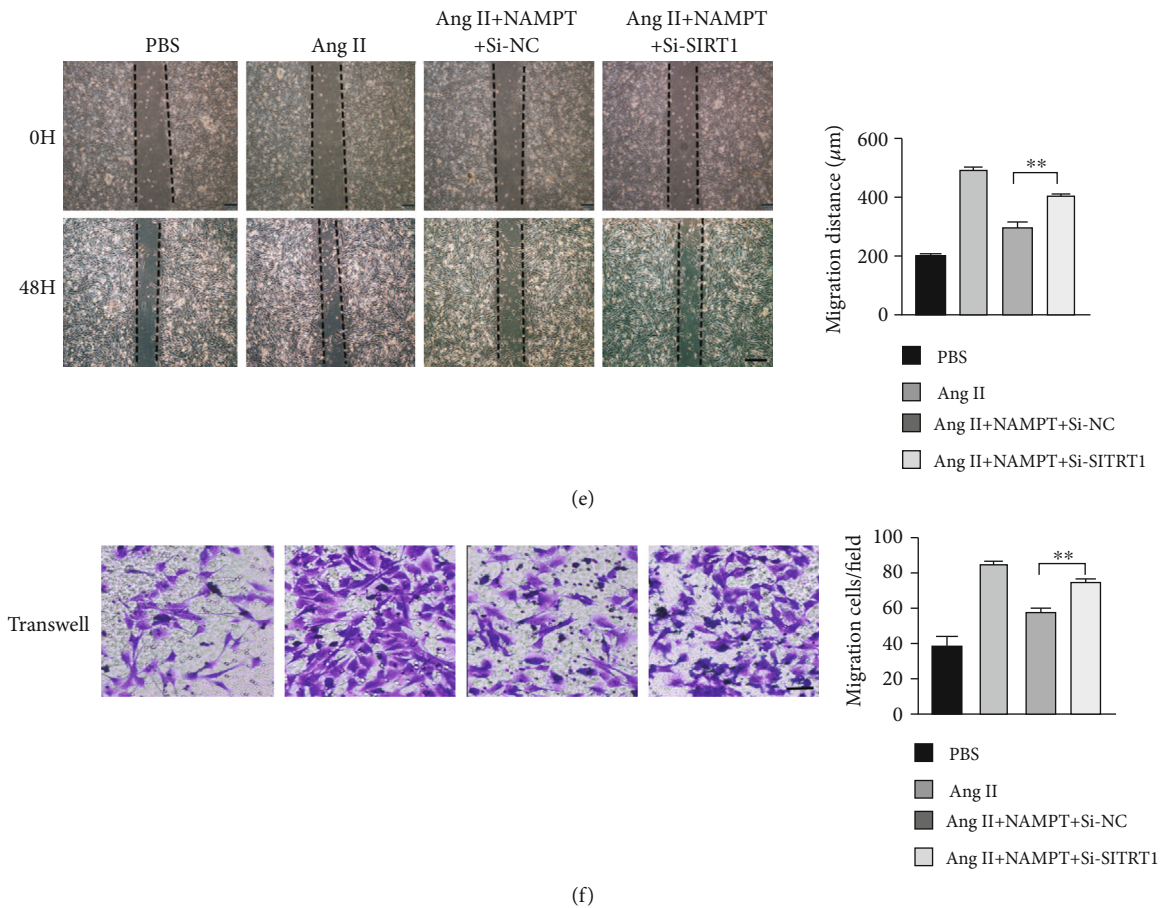 PBS
Ang II
Ang II+NAMPT
+Si-NC
Ang II+NAMPT
+Si-SIRT1
0H
48H
Migration distance (μm)
600
400
200
0
**
PBS
Ang II
Ang II+NAMPT+Si-NC
Ang II+NAMPT+Si-SITRT1
(e)
Transwell
Migration cells/field
100
80
60
40
20
0
**
PBS
Ang II
Ang II+NAMPT+Si-NC
Ang II+NAMPT+Si-SITRT1
(f)